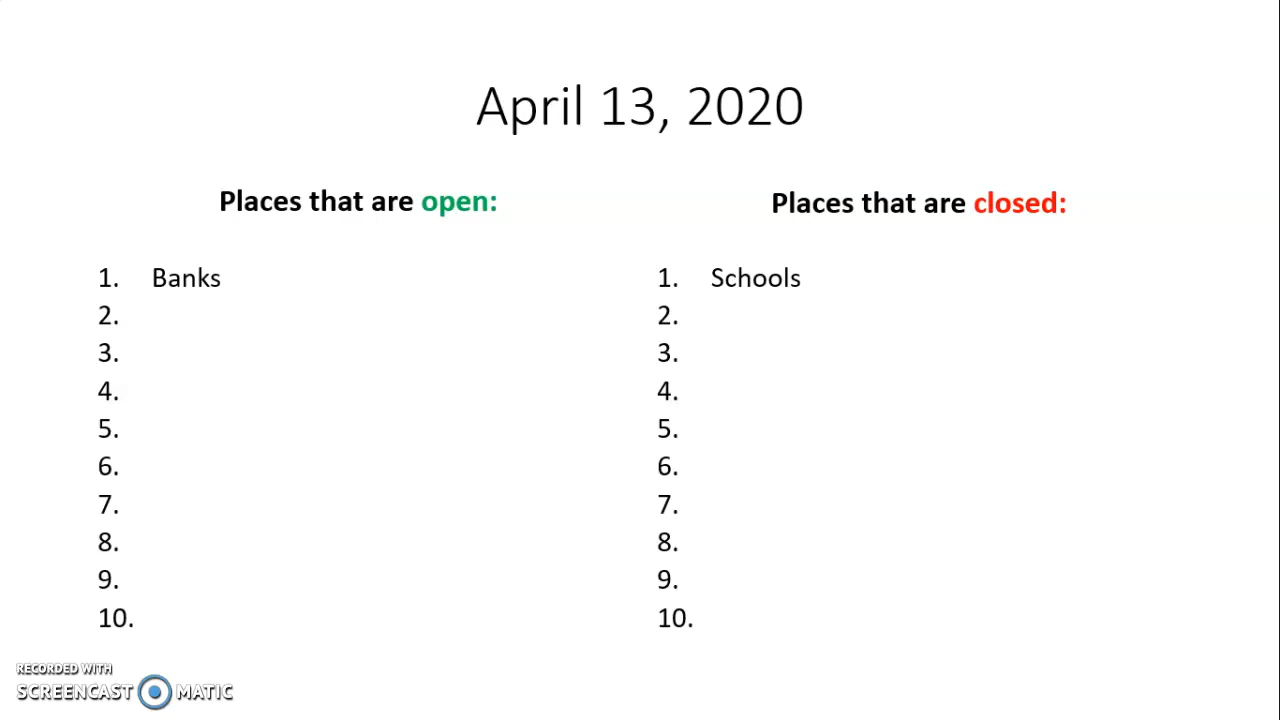 April 13, 2020
Places that are open:
1. Banks
2.
3.
4.
5.
6.
7.
8.
9.
10.
Places that are closed:
1. Schools
2.
3.
4.
5.
6.
7.
8.
9.
10.
RECORDED WITH
SCREENCAST MATIC